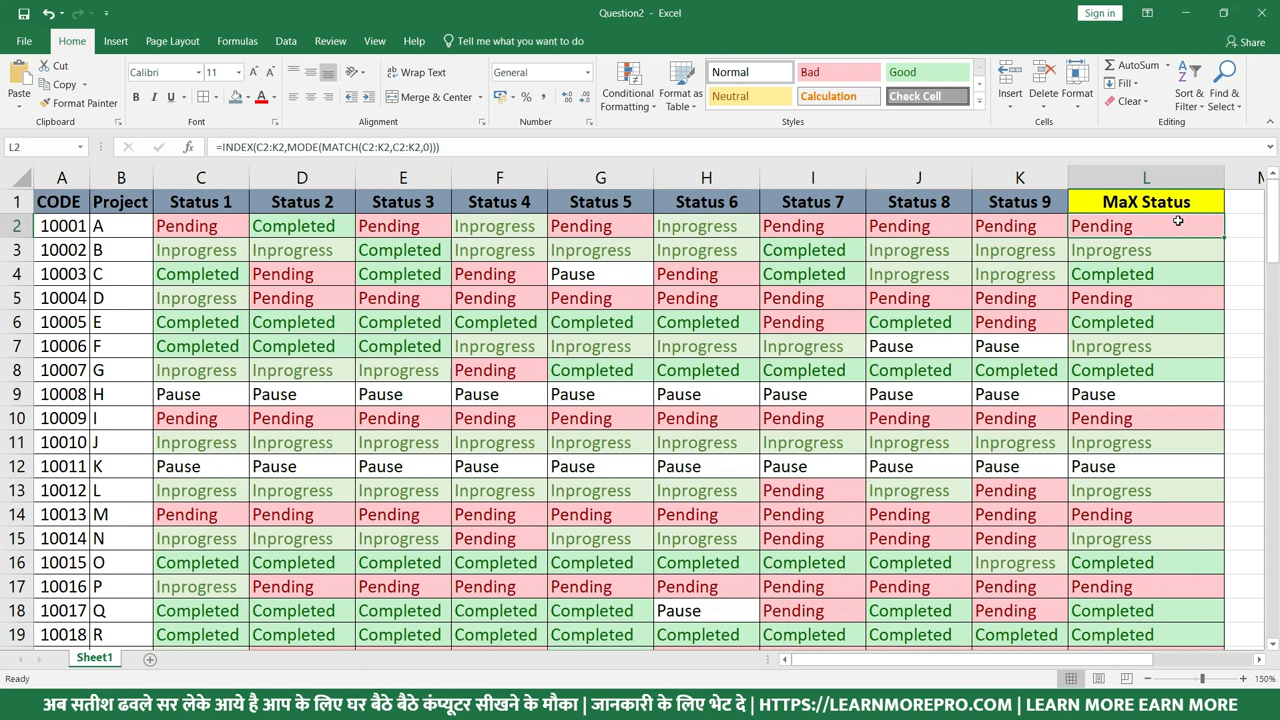 Question2 - Excel
Sign in
File Home Insert Page Layout Formulas Data Review View Help Tell me what you want to do Share
Paste
Cut
Copy
Format Painter
Clipboard
Calibri 11
B I U
Font
Wrap Text
Merge & Center
Alignment
General
Number
Conditional Formatting
Format as Table
Normal Bad Good
Neutral Calculation Check Cell
Styles
Insert Delete Format
Cells
AutoSum
Fill
Clear
Sort & Filter
Find & Select
Editing
L2 =INDEX(C2:K2,MODE(MATCH(C2:K2,C2:K2,0)))
A B C D E F G H I J K L
1 CODE Project Status 1 Status 2 Status 3 Status 4 Status 5 Status 6 Status 7 Status 8 Status 9 MaX Status
2 10001 A Pending Completed Pending Inprogress Pending Inprogress Pending Pending Pending Pending
3 10002 B Inprogress Inprogress Completed Inprogress Inprogress Inprogress Completed Inprogress Inprogress Inprogress
4 10003 C Completed Pending Completed Pending Pause Pending Completed Inprogress Inprogress Completed
5 10004 D Inprogress Pending Pending Pending Pending Pending Pending Pending Pending Pending
6 10005 E Completed Completed Completed Completed Completed Completed Pending Completed Pending Completed
7 10006 F Completed Completed Completed Inprogress Inprogress Inprogress Inprogress Pause Pause Inprogress
8 10007 G Inprogress Inprogress Inprogress Pending Completed Completed Completed Completed Completed Completed
9 10008 H Pause Pause Pause Pause Pause Pause Pause Pause Pause Pause
10 10009 I Pending Pending Pending Pending Pending Pending Pending Pending Pending Pending
11 10010 J Inprogress Inprogress Inprogress Inprogress Inprogress Inprogress Inprogress Inprogress Inprogress Inprogress
12 10011 K Pause Pause Pause Pause Pause Pause Pause Pause Pause Pause
13 10012 L Inprogress Inprogress Inprogress Inprogress Inprogress Inprogress Pending Inprogress Pending Inprogress
14 10013 M Pending Pending Pending Pending Pending Pending Pending Pending Pending Pending
15 10014 N Inprogress Inprogress Inprogress Pending Inprogress Inprogress Pending Pending Pending Inprogress
16 10015 O Completed Completed Completed Completed Completed Completed Completed Completed Inprogress Completed
17 10016 P Inprogress Pending Pending Pending Pending Pending Pending Pending Pending Pending
18 10017 Q Completed Completed Completed Completed Completed Pause Pending Completed Pending Completed
19 10018 R Completed Completed Completed Completed Completed Completed Completed Completed Completed Completed
Sheet1
Ready 150%
अब सतीश ढवले सर लेके आये है आप के लिए घर बैठे बैठे कंप्यूटर सीखने के मौका | जानकारी के लिए भेट दे | HTTPS://LEARNMOREPRO.COM | LEARN MORE EARN MORE